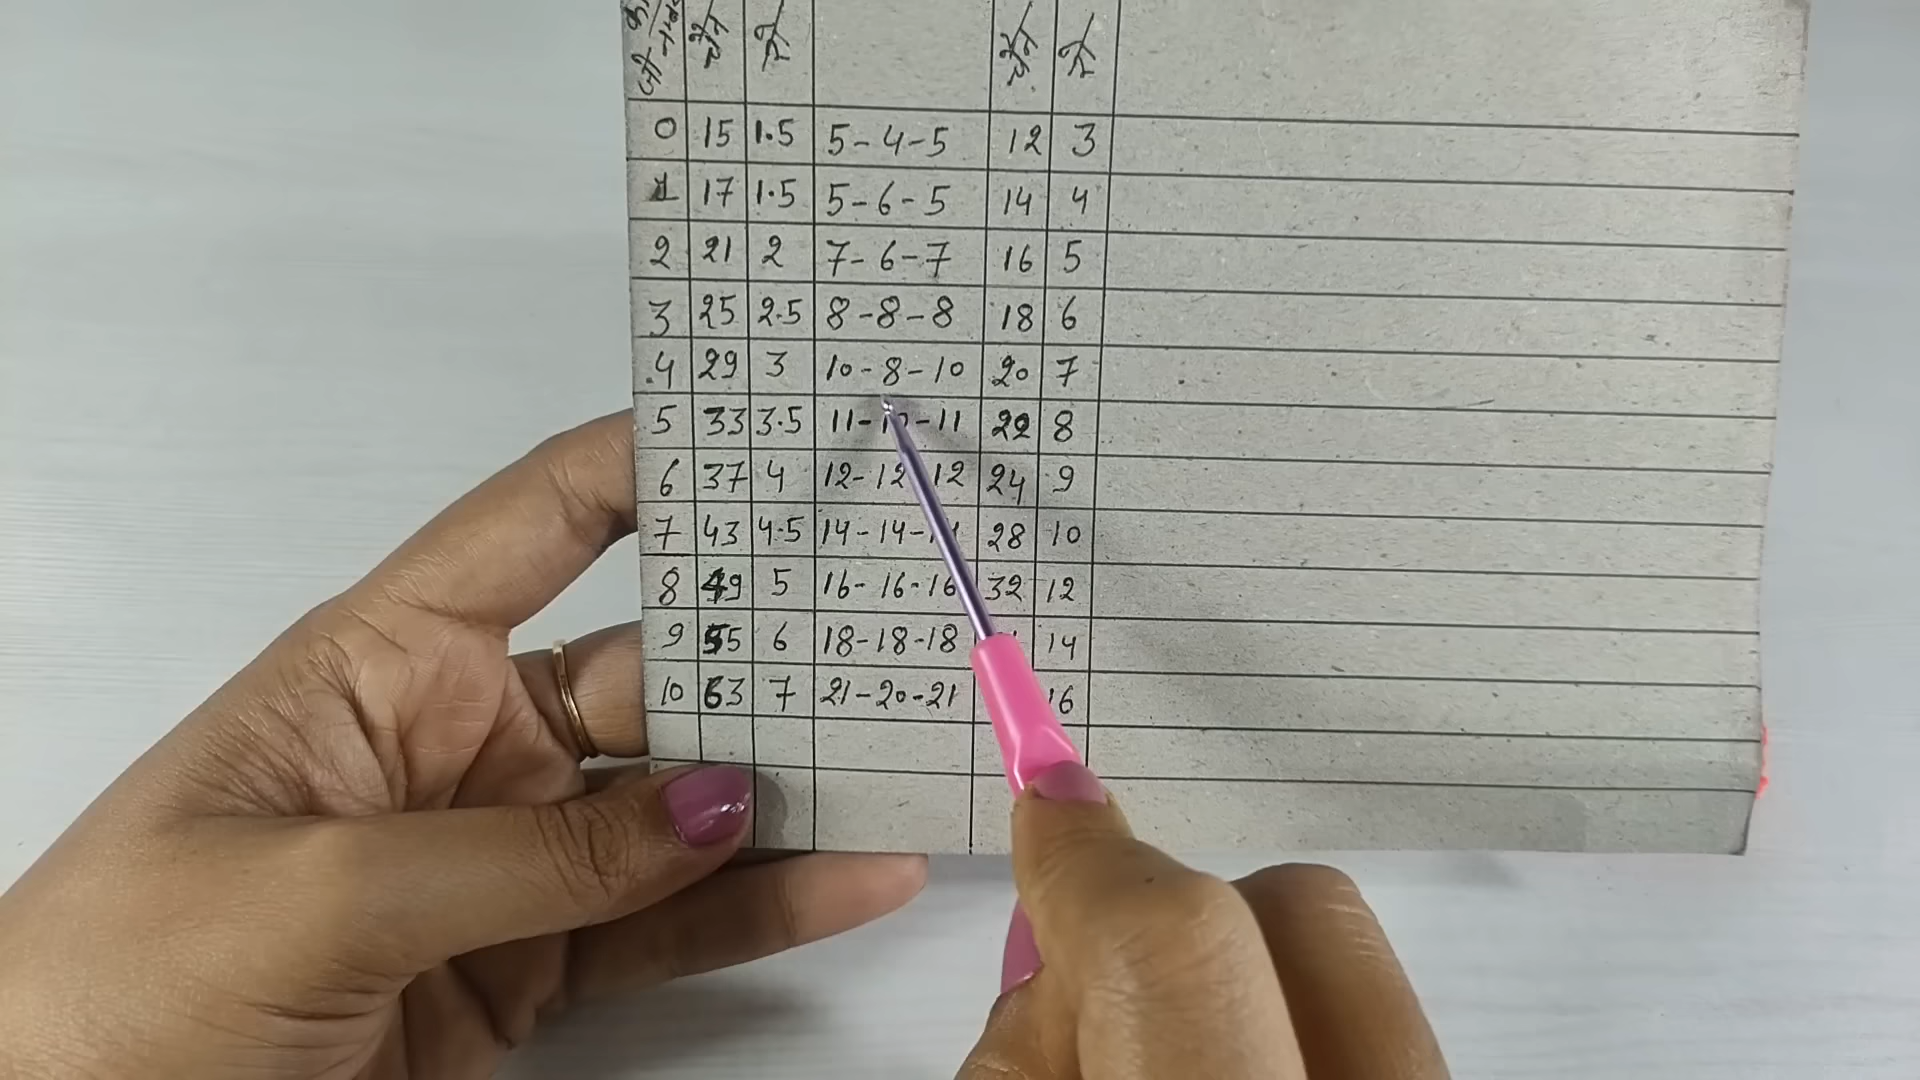 चैन रो चैन रो
0 15 1.5 5-4-5 12 3
1 17 1.5 5-6-5 14 4
2 21 2 7-6-7 16 5
3 25 2.5 8-8-8 18 6
4 29 3 10-8-10 20 7
5 33 3.5 11-10-11 22 8
6 37 4 12-12-12 24 9
7 43 4.5 14-14-14 28 10
8 49 5 16-16-16 32 12
9 55 6 18-18-18 14
10 63 7 21-20-21 16